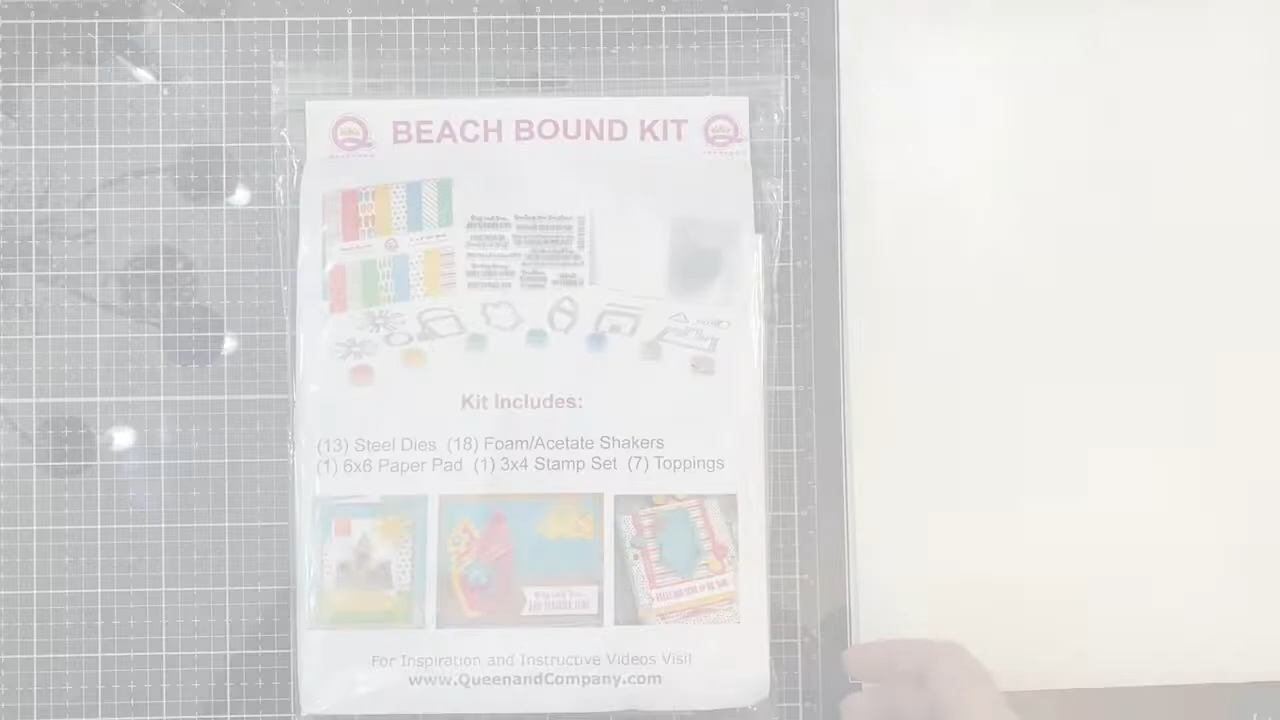 BEACH BOUND KIT
Kit Includes:
(13) Steel Dies (18) Foam/Acetate Shakers
(1) 6x6 Paper Pad (1) 3x4 Stamp Set (7) Toppings
For Inspiration and Instructive Videos Visit
www.QueenandCompany.com